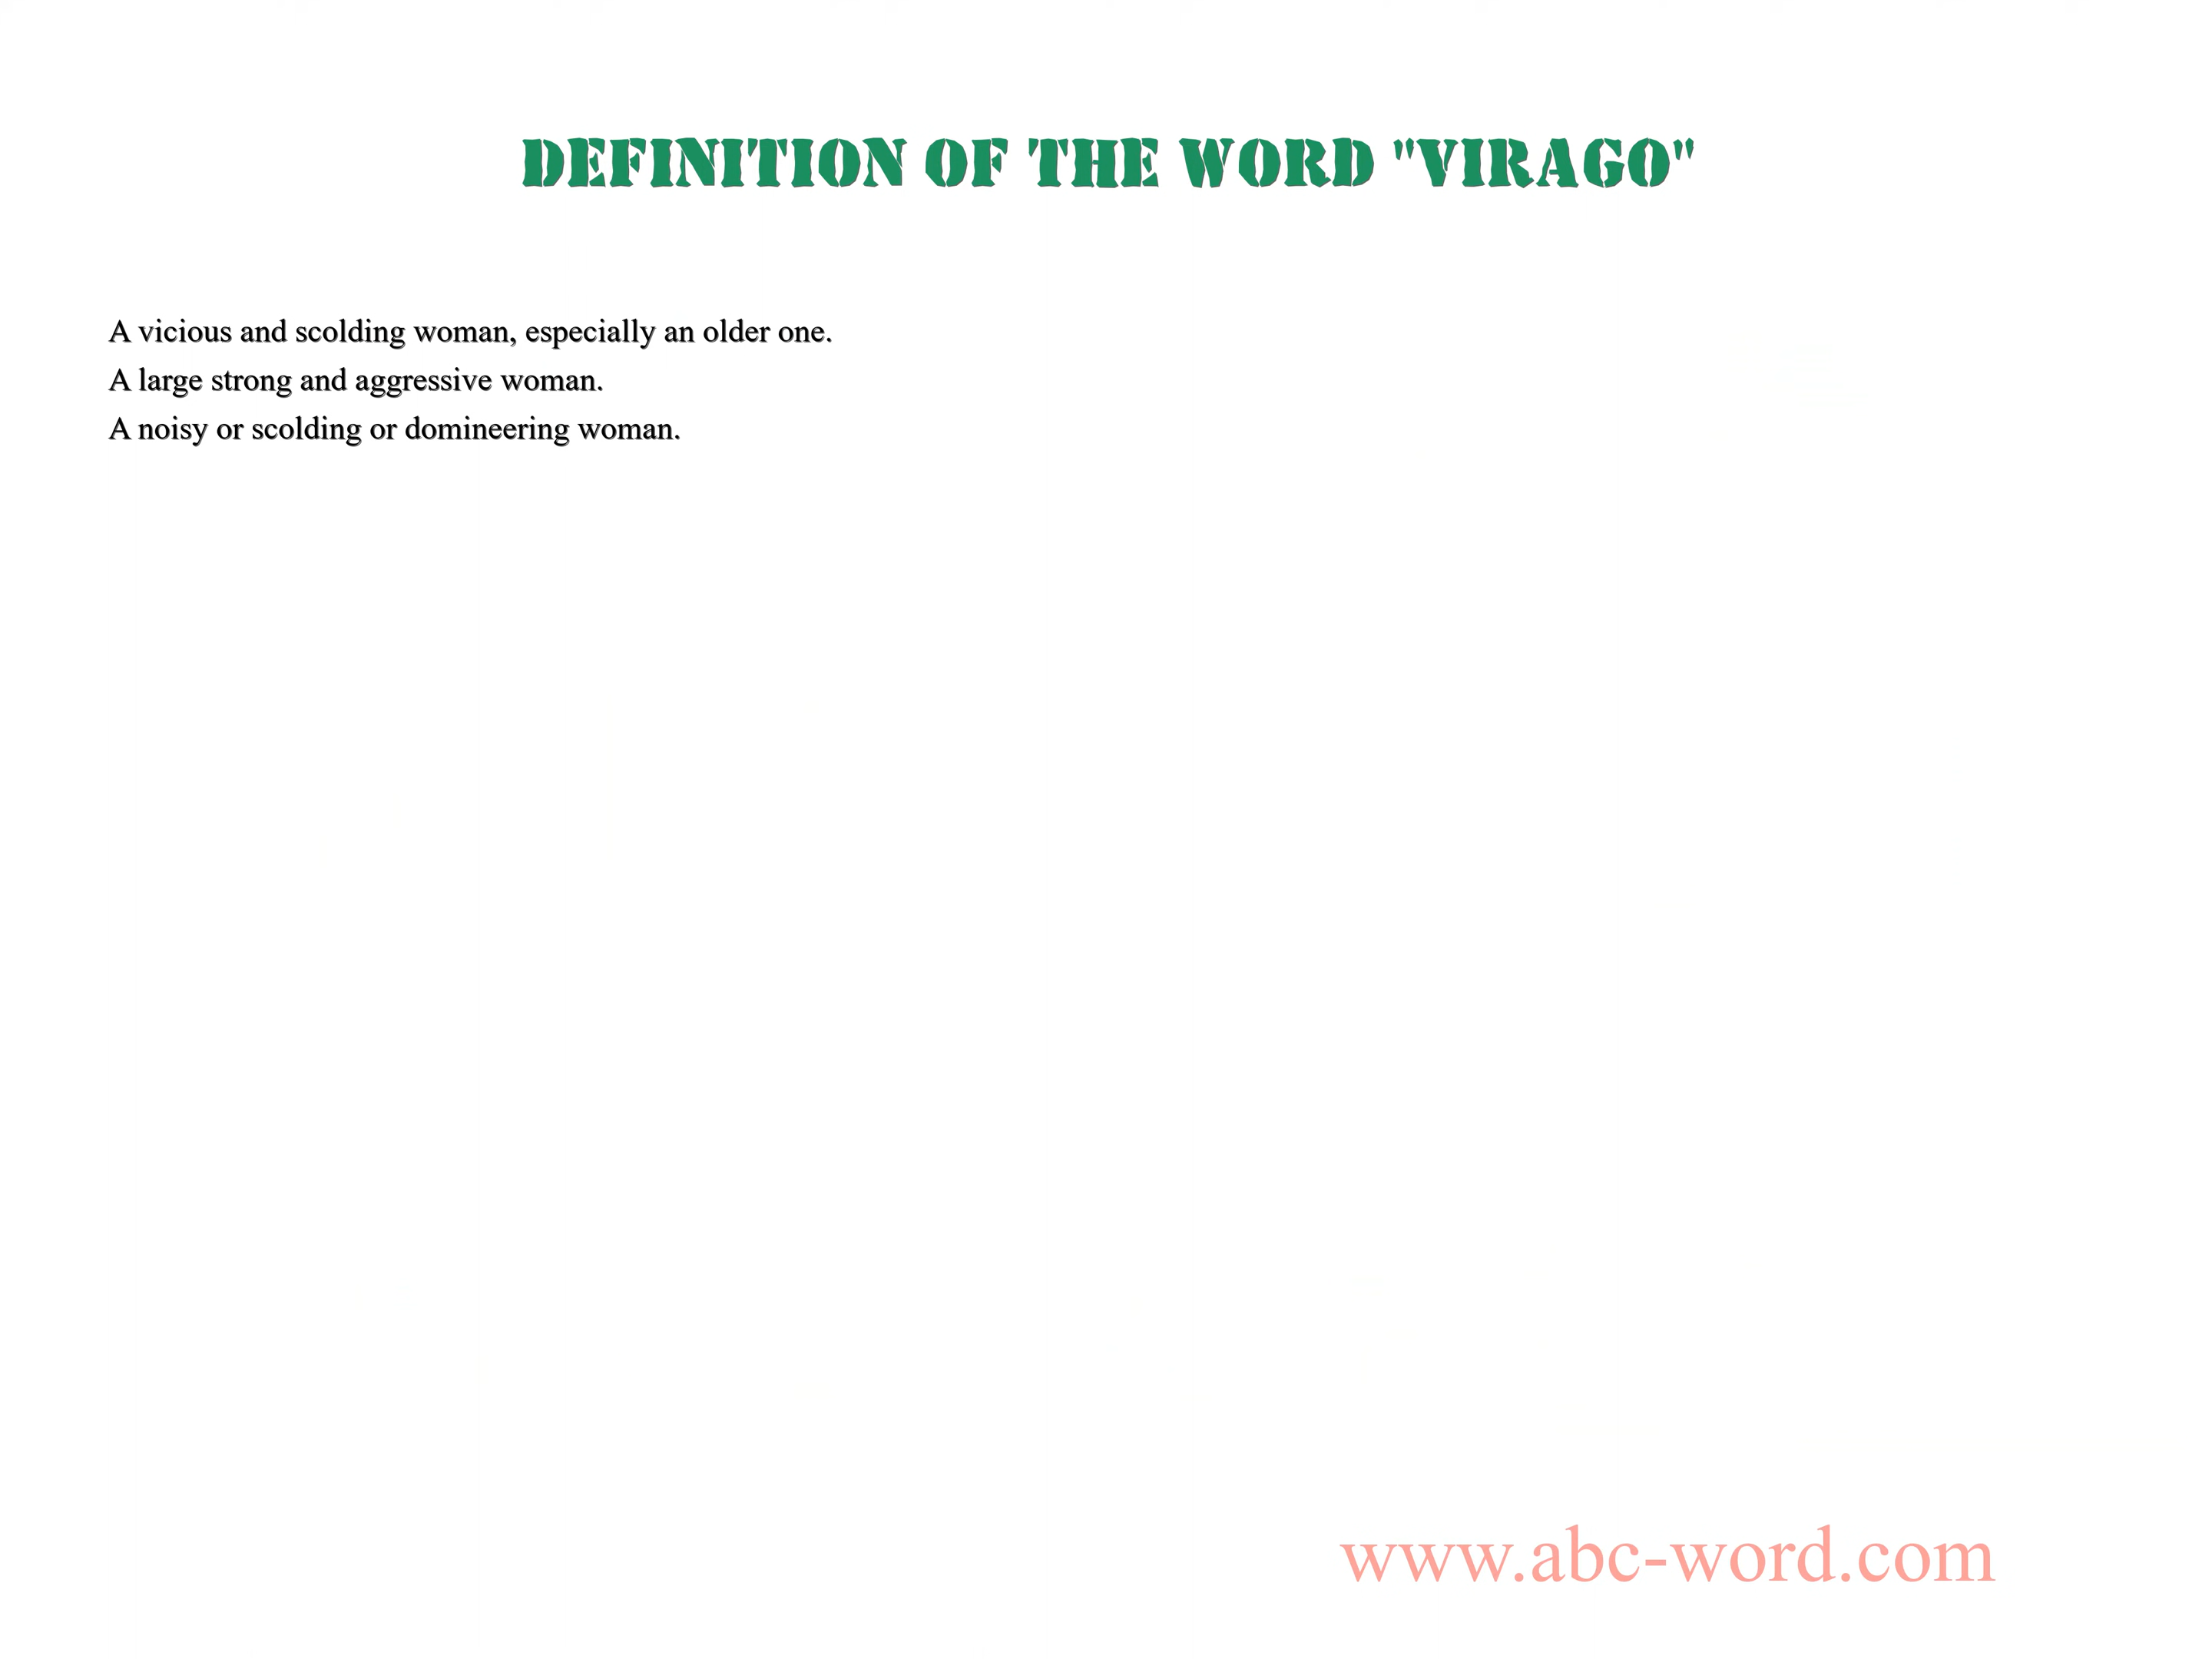 DEFINITION OF THE WORD "VIRAGO"
A vicious and scolding woman, especially an older one.
A large strong and aggressive woman.
A noisy or scolding or domineering woman.
www.abc-word.com